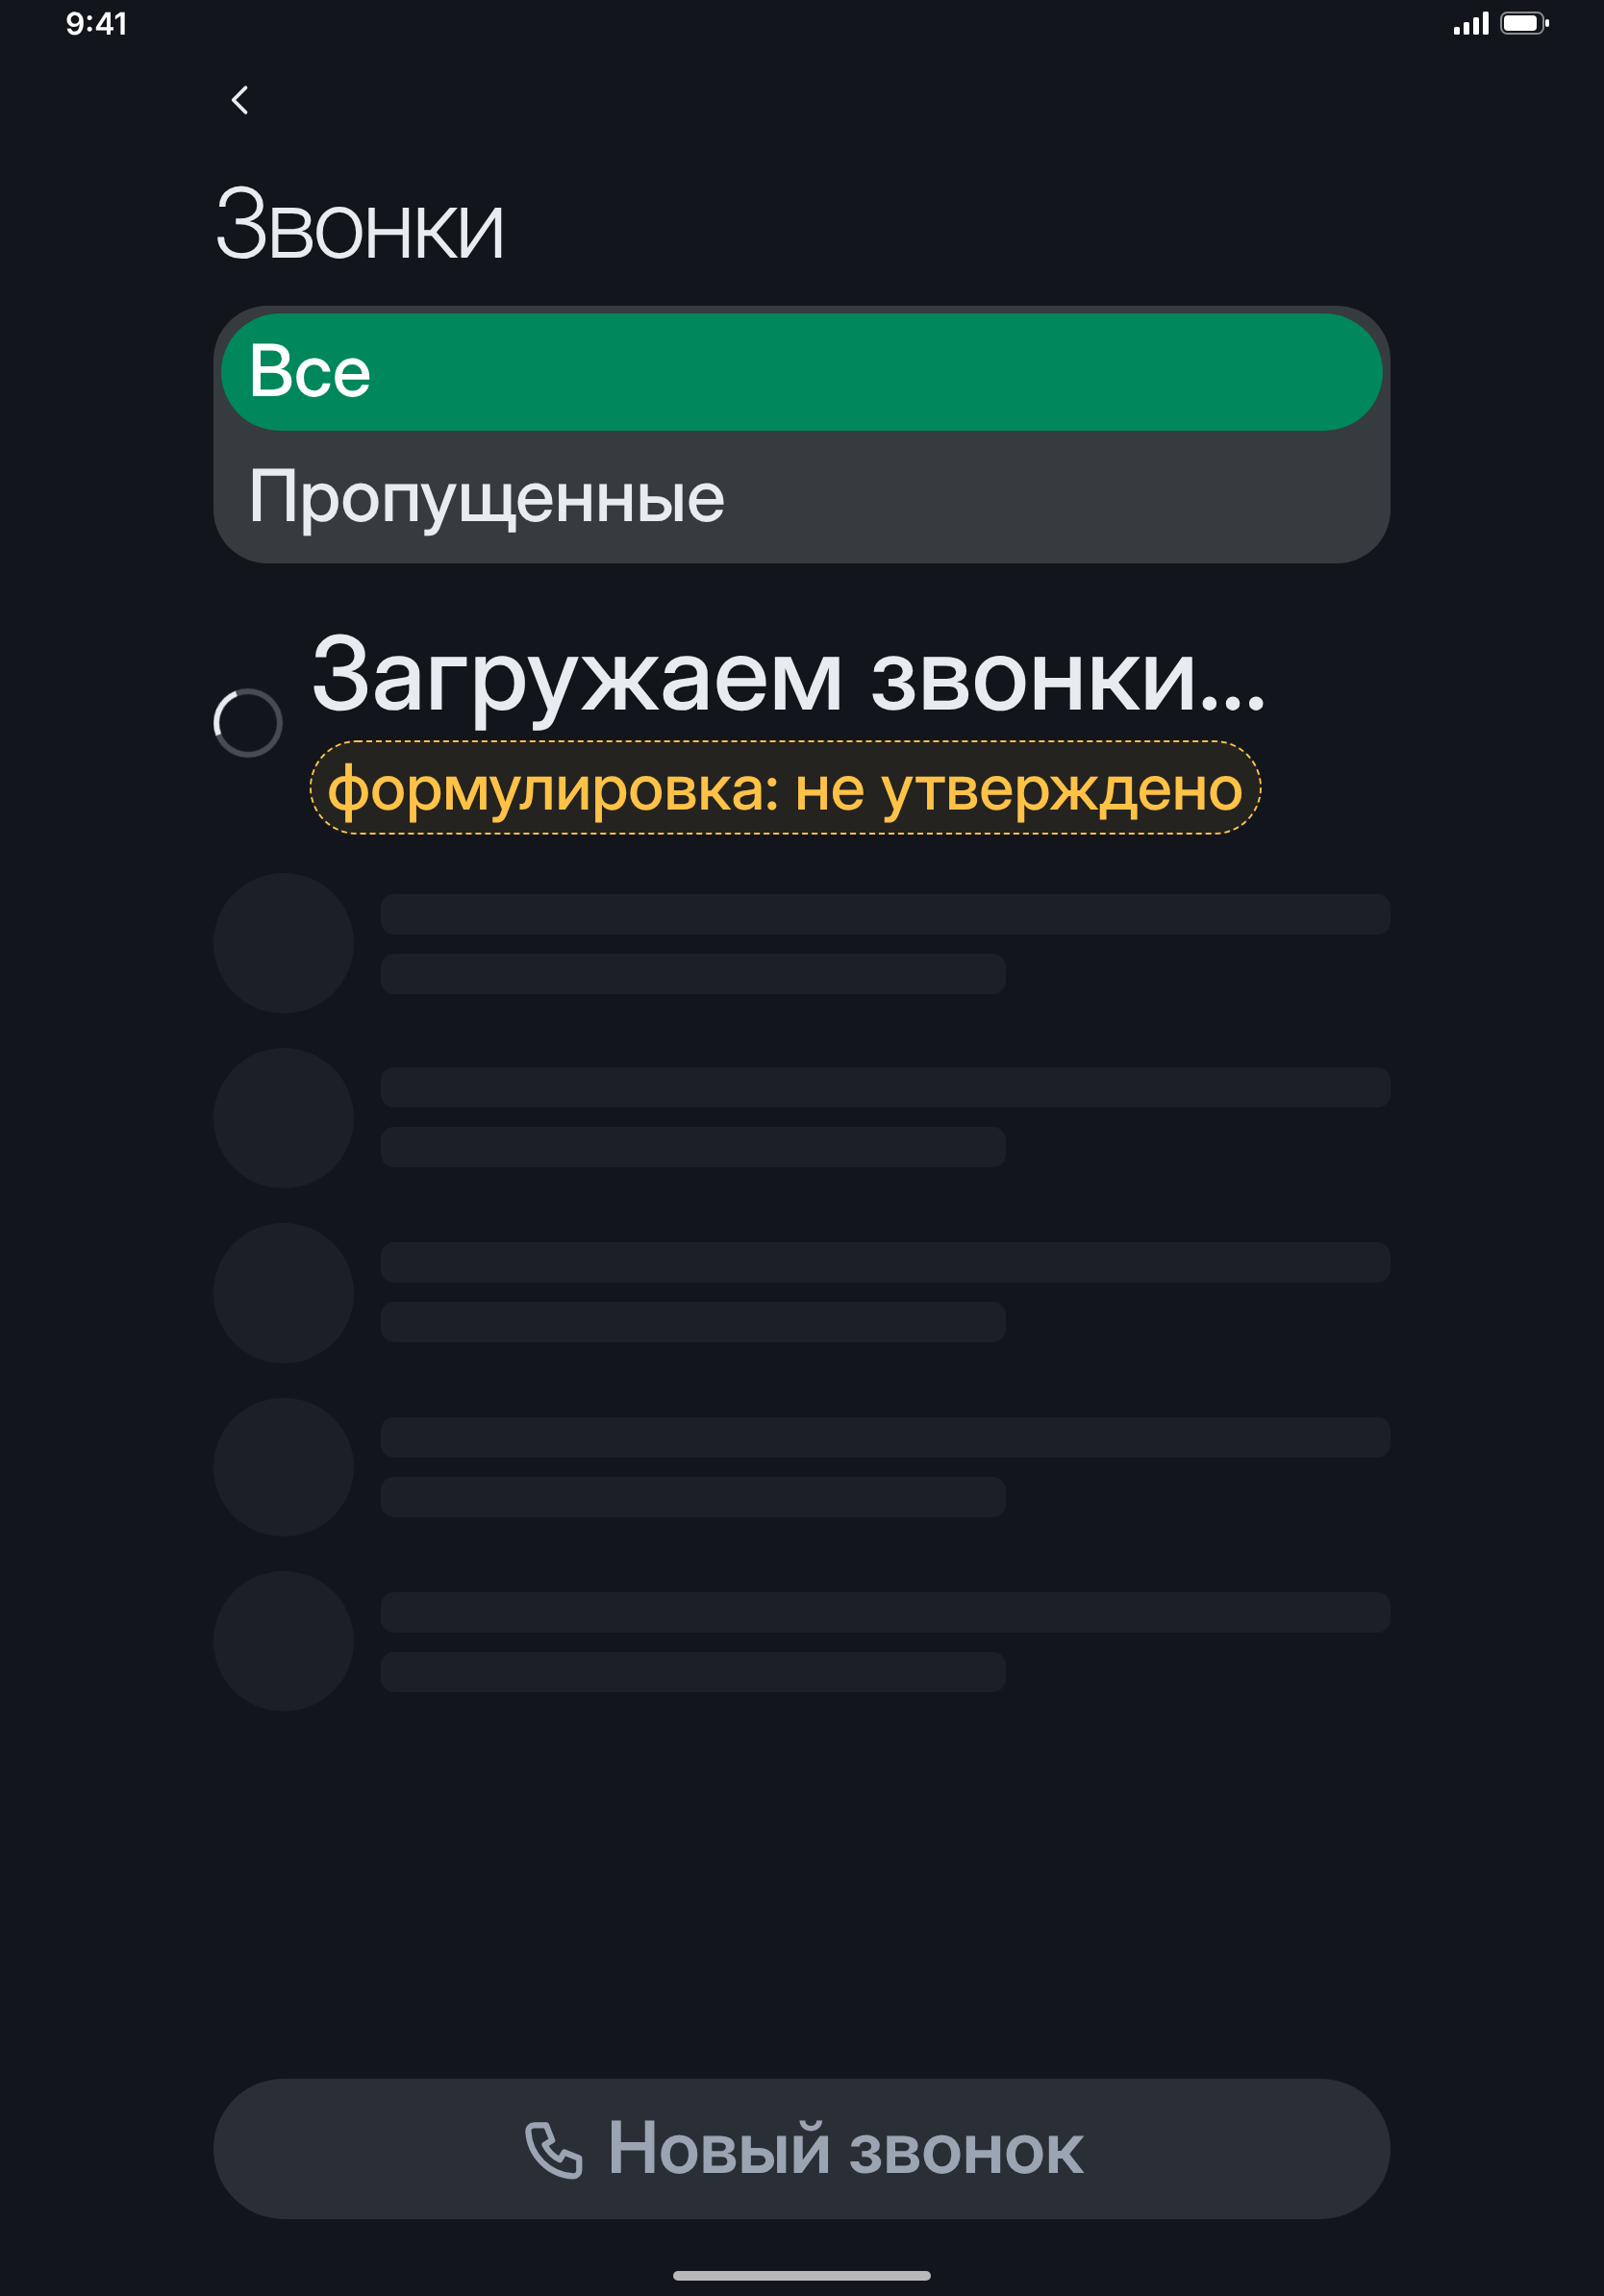 9:41
Звонки
Все
Пропущенные
Загружаем звонки…
формулировка: не утверждено
Новый звонок